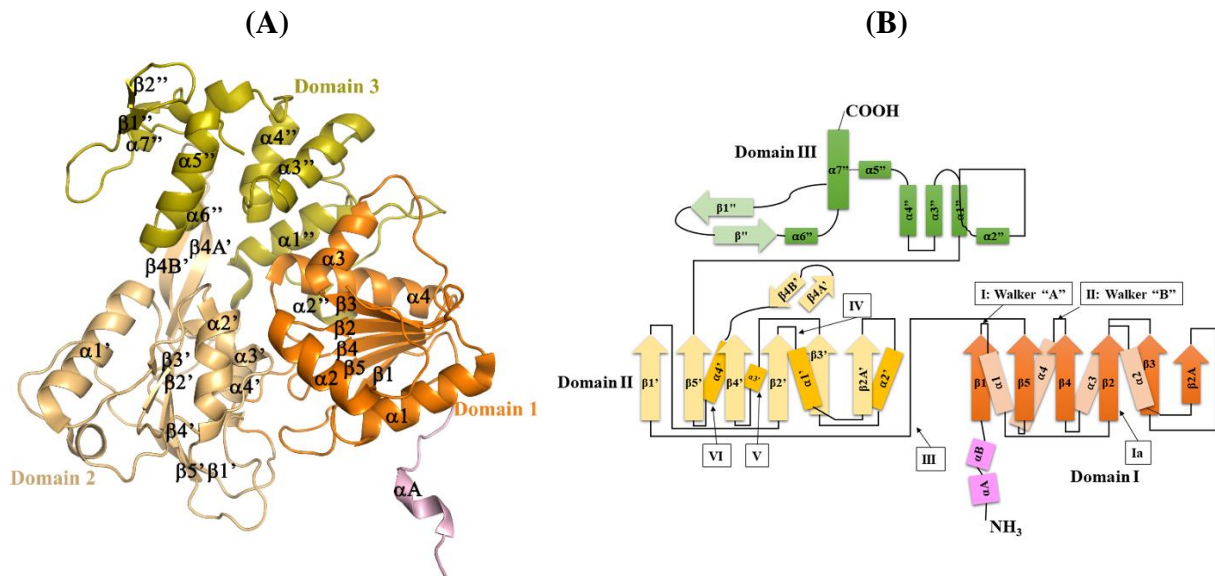 (A)
(B)
β2’’
Domain 3
β1’’
α7’’
α5’’
α4’’
α3’’
α6’’
β4A’
β4B’
α1’’
α3
α2’’
β3
α4
β2
α2’
β4
α1’
β3’
α3’
α2
β5
β1
β2’
α4’
α1
Domain 1
β4’
Domain 2
β5’
β1’
αA
COOH
Domain III
α7"
α5"
β1"
α4"
α3"
α1"
β"
α6"
α2"
β4B’
β4A’
IV
I: Walker “A”
II: Walker “B”
Domain II
β1’
β5’
α4’
β4’
α3’
β2’
α1’
β3’
β2A’
α2’
β1
α1
β5
α4
β4
α3
β2
α2
β3
β2A
VI
V
III
Ia
αB
αA
Domain I
NH3